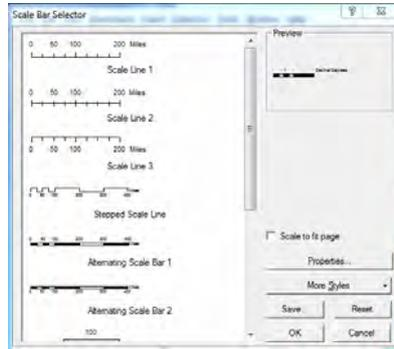 Scale Bar Selector
0 50 100 200 Miles
Scale Line 1
0 50 100 200 Miles
Scale Line 2
0 50 100 200 Miles
Scale Line 3
Stepped Scale Line
Alternating Scale Bar 1
Alternating Scale Bar 2
100
Preview
Decimal Degrees
Scale to fit page
Properties...
More Styles
Save...
Reset
OK
Cancel